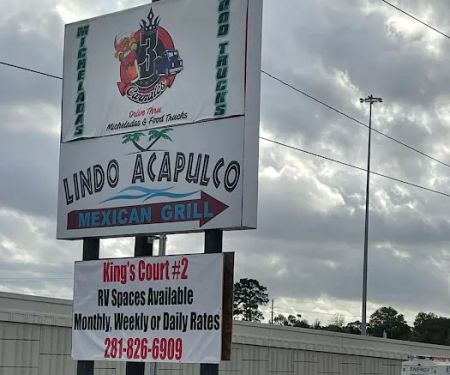 MICHELADAS
FOOD TRUCKS
3
Drive Thru
Micheladas & Food Trucks
LINDO ACAPULCO
MEXICAN GRILL
King's Court #2
RV Spaces Available
Monthly, Weekly or Daily Rates
281-826-6909
ENERGY